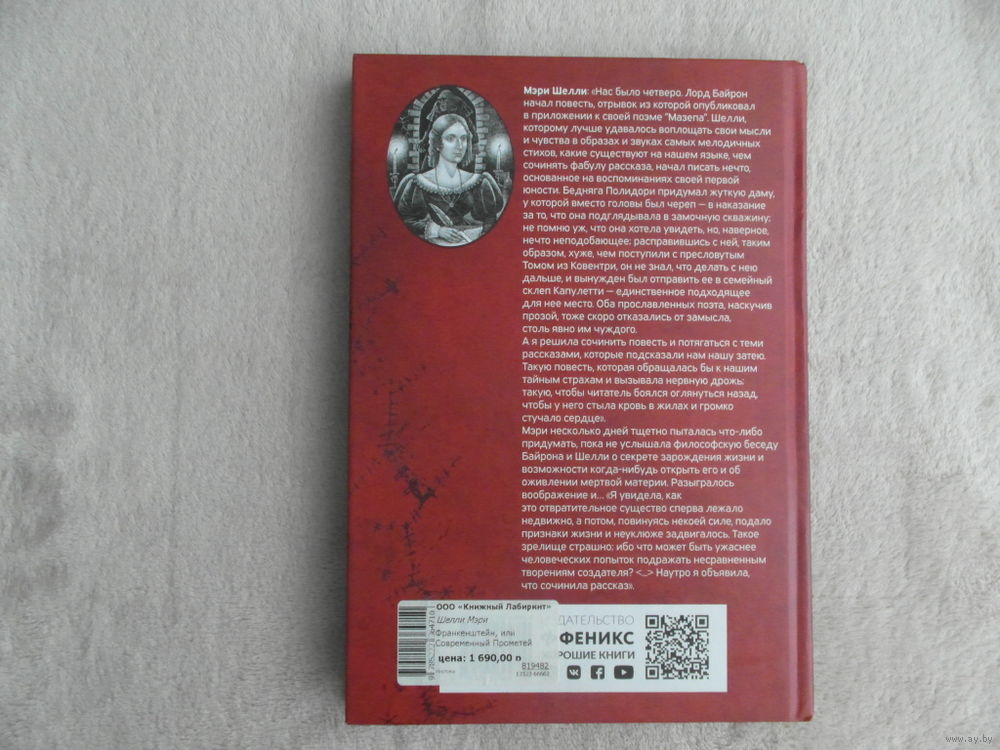 Мэри Шелли: «Нас было четверо. Лорд Байрон
начал повесть, отрывок из которой опубликовал
в приложении к своей поэме "Мазепа". Шелли,
которому лучше удавалось воплощать свои мысли
и чувства в образах и звуках самых мелодичных
стихов, какие существуют на нашем языке, чем
сочинять фабулу рассказа, начал писать нечто,
основанное на воспоминаниях своей первой
юности. Бедняга Полидори придумал жуткую даму,
у которой вместо головы был череп — в наказание
за то, что она подглядывала в замочную скважину;
не помню уж, что она хотела увидеть, но, наверное,
нечто неподобающее; расправившись с ней, таким
образом, хуже, чем поступили с пресловутым
Томом из Ковентри, он не знал, что делать с нею
дальше, и вынужден был отправить ее в семейный
склеп Капулетти — единственное подходящее
для нее место. Оба прославленных поэта, наскучив
прозой, тоже скоро отказались от замысла,
столь явно им чуждого.
А я решила сочинить повесть и потягаться с теми
рассказами, которые подсказали нам нашу затею.
Такую повесть, которая обращалась бы к нашим
тайным страхам и вызывала нервную дрожь;
такую, чтобы читатель боялся оглянуться назад,
чтобы у него стыла кровь в жилах и громко
стучало сердце».
Мэри несколько дней тщетно пыталась что-либо
придумать, пока не услышала философскую беседу
Байрона и Шелли о секрете зарождения жизни и
возможности когда-нибудь открыть его и об
оживлении мертвой материи. Разыгралось
воображение и... «Я увидела, как
это отвратительное существо сперва лежало
недвижно, а потом, повинуясь некоей силе, подало
признаки жизни и неуклюже задвигалось. Такое
зрелище страшно; ибо что может быть ужаснее
человеческих попыток подражать несравненным
творениям создателя? <...> Наутро я объявила,
что сочинила рассказ».
ООО «Книжный Лабиринт»
Шелли Мэри
Франкенштейн, или
Современный Прометей
цена: 1 690,00 р
819482
ДАТЕЛЬСТВО
ФЕНИКС
РОШИЕ КНИГИ
www.ay.by